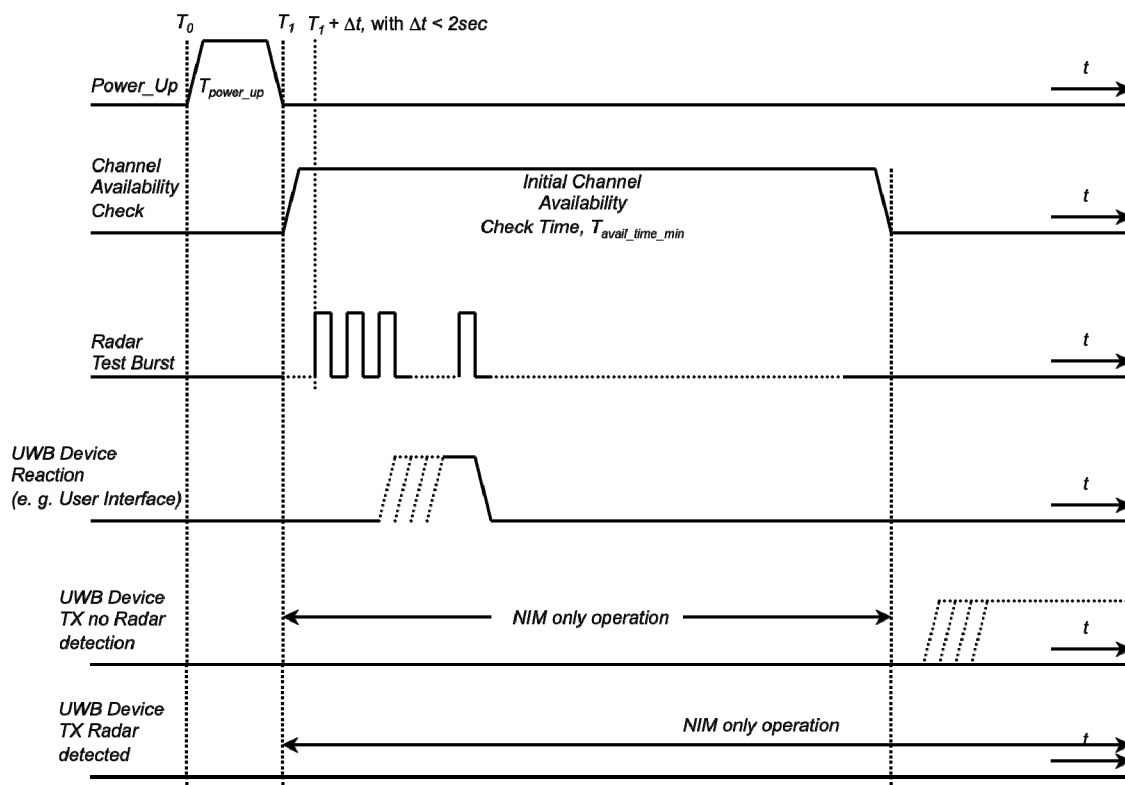 T0 T1 T1 + Δt, with Δt < 2sec
Power_Up
Tpower_up
t
Channel
Availability
Check
Initial Channel
Availability
Check Time, Tavail_time_min
t
Radar
Test Burst
t
UWB Device
Reaction
(e. g. User Interface)
t
UWB Device
TX no Radar
detection
NIM only operation
t
UWB Device
TX Radar
detected
NIM only operation
t